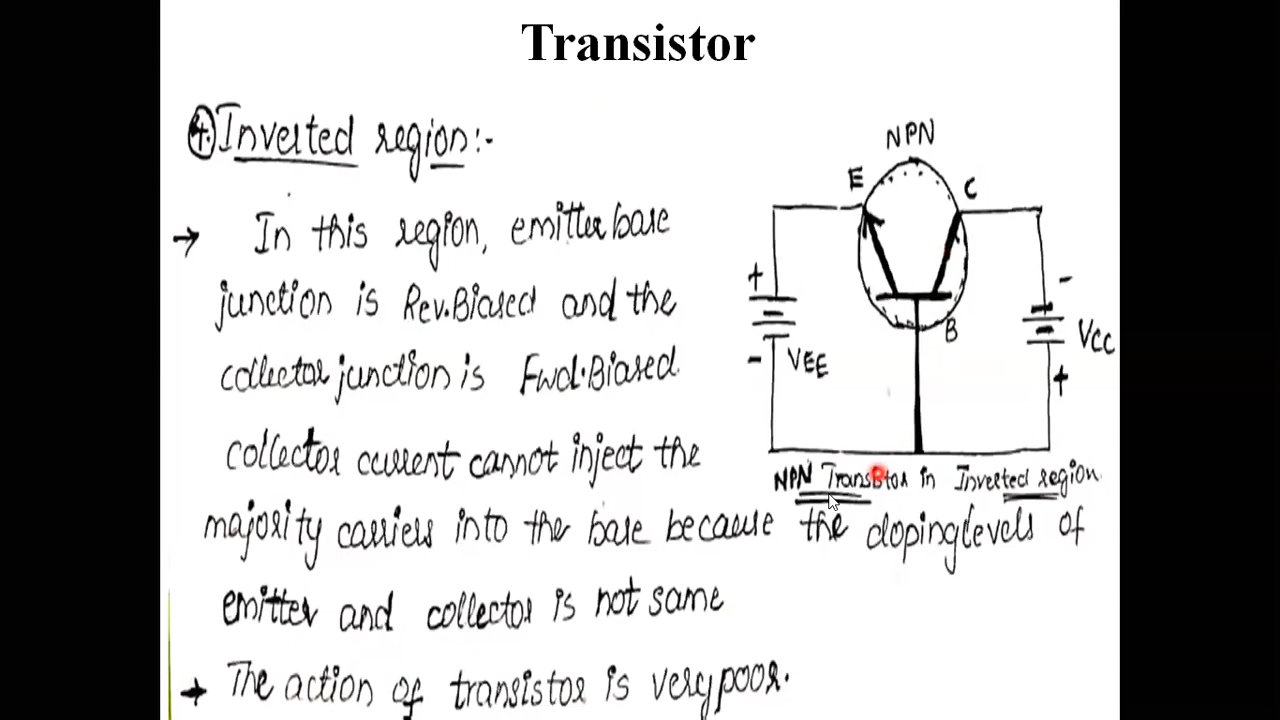 Transistor
④ Inverted region:-
→ In this region, emitter base
junction is Rev.Biased and the
collector junction is Fwd.Biased.
collector current cannot inject the
majority carriers into the base because the doping levels of
emitter and collector is not same
→ The action of transistor is very poor.
NPN
E
C
+
-
B
VEE
VCC
-
+
NPN Transistor in Inverted region.